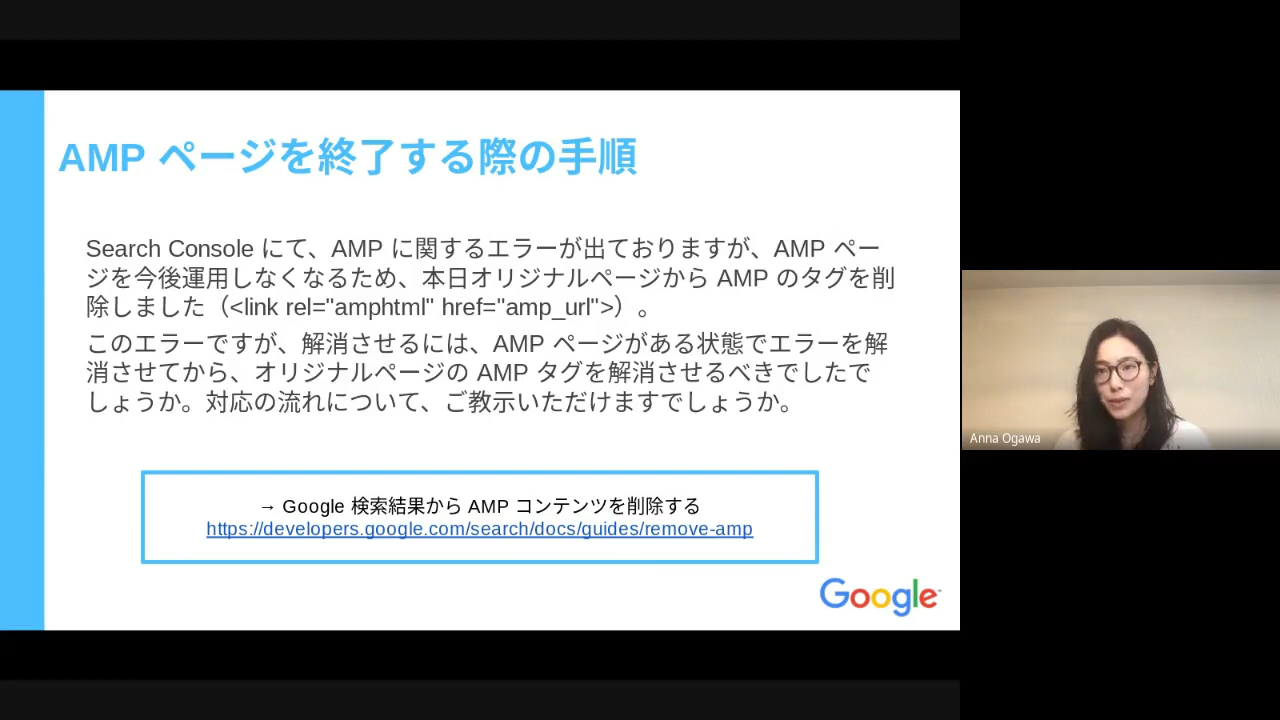 AMP ページを終了する際の手順
Search Console にて、AMP に関するエラーが出ておりますが、AMP ペー
ジを今後運用しなくなるため、本日オリジナルページから AMP のタグを削
除しました（<link rel="amphtml" href="amp_url">）。
このエラーですが、解消させるには、AMP ページがある状態でエラーを解
消させてから、オリジナルページの AMP タグを解消させるべきでしたで
しょうか。対応の流れについて、ご教示いただけますでしょうか。
→ Google 検索結果から AMP コンテンツを削除する
https://developers.google.com/search/docs/guides/remove-amp
Google
Anna Ogawa